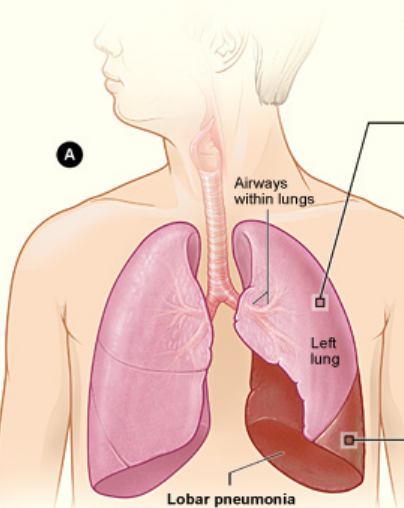 A
Airways
within lungs
Left
lung
Lobar pneumonia